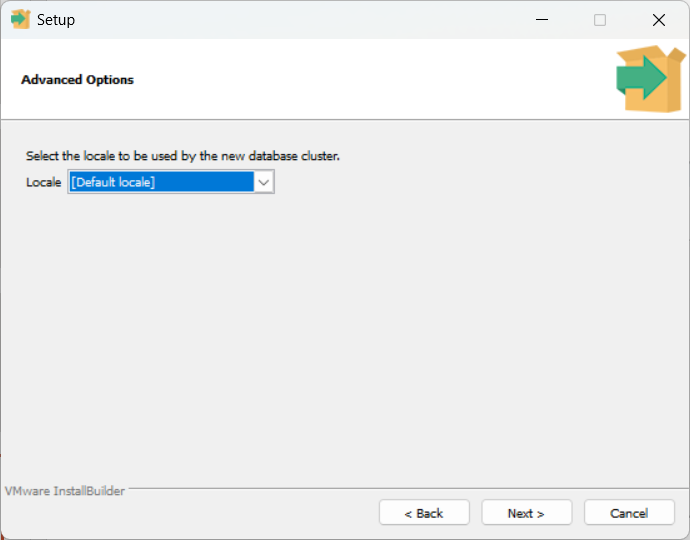 Setup
Advanced Options
Select the locale to be used by the new database cluster.
Locale [Default locale]
VMware InstallBuilder
< Back Next > Cancel